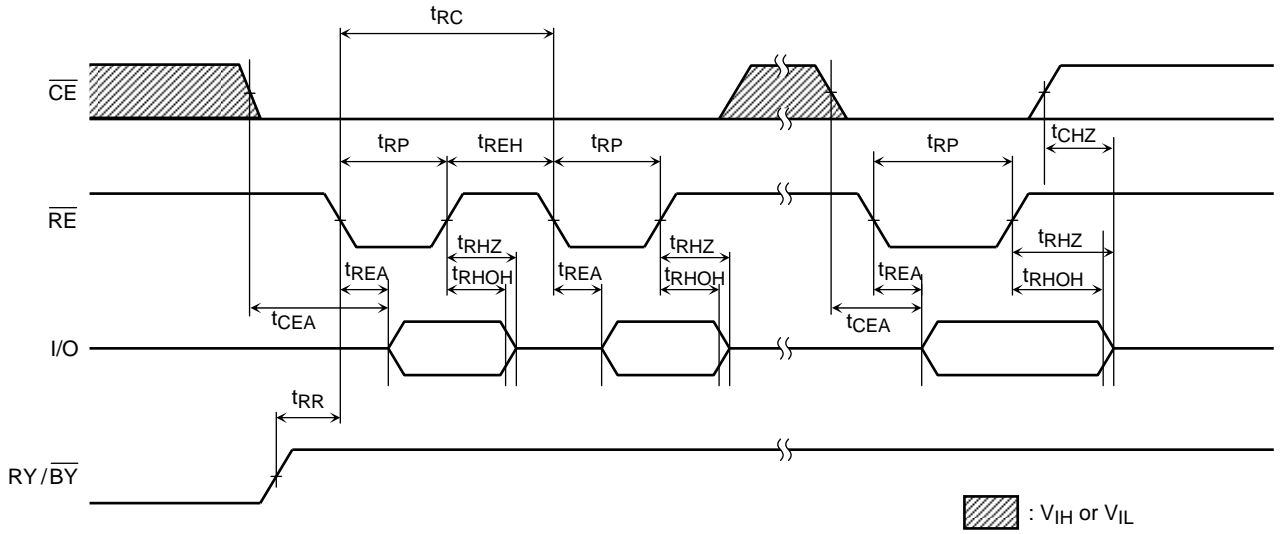 tRC
CE
tCHZ
tRP tREH tRP tRP
RE
tRHZ tRHZ tRHZ
tREA tRHOH tREA tRHOH tREA tRHOH
tCEA tCEA
I/O
tRR
RY/BY
: VIH or VIL